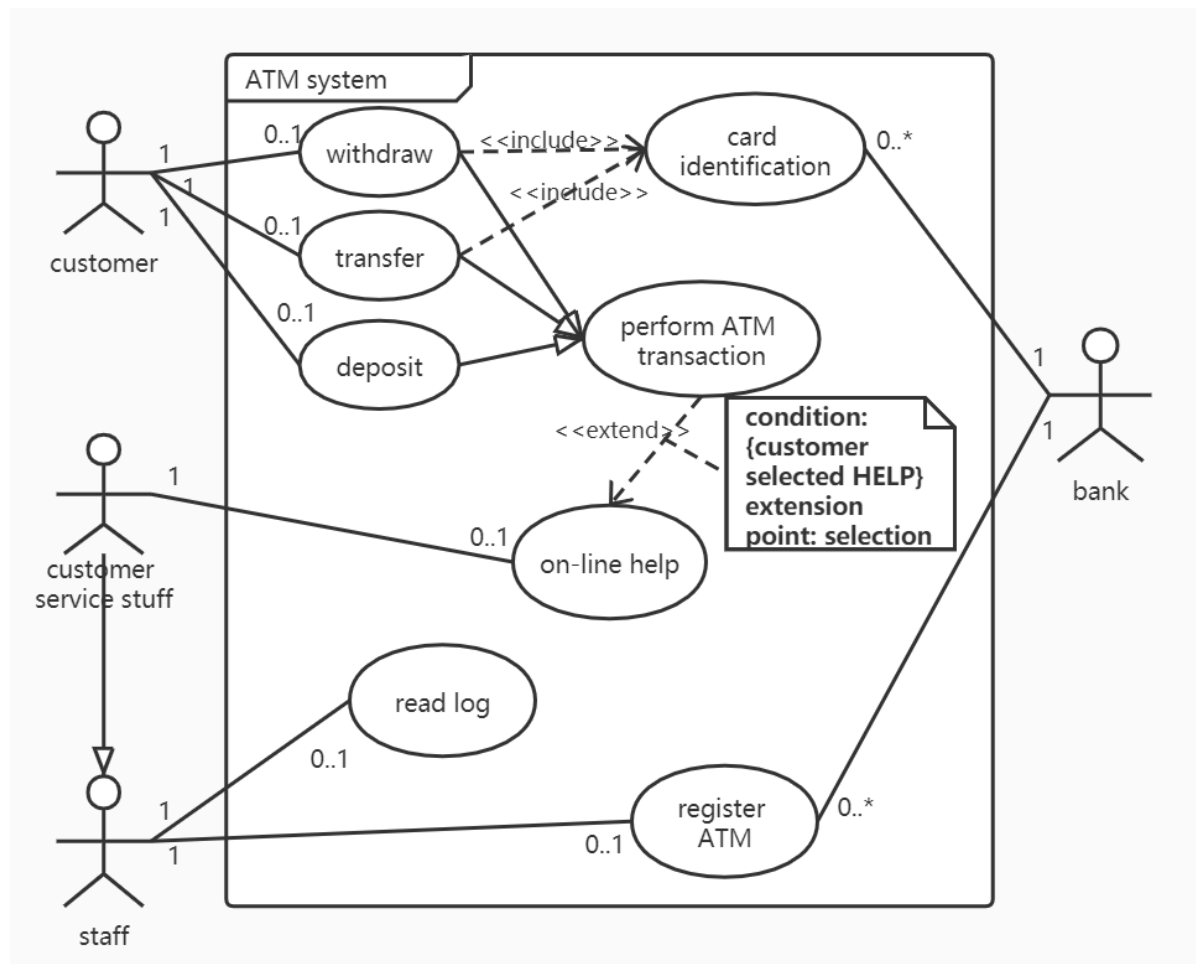 ATM system
customer
1
1
1
0..1
0..1
0..1
withdraw
transfer
deposit
<<include>>
<<include>>
card
identification
0..*
perform ATM
transaction
<<extend>>
condition:
{customer
selected HELP}
extension
point: selection
1
1
bank
customer
service stuff
1
0..1
on-line help
read log
0..1
1
1
0..1
register
ATM
0..*
staff